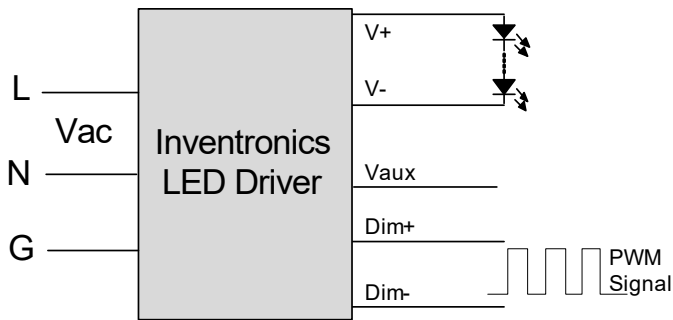 L
Vac
N
G
Inventronics
LED Driver
V+
V-
Vaux
Dim+
Dim-
PWM
Signal